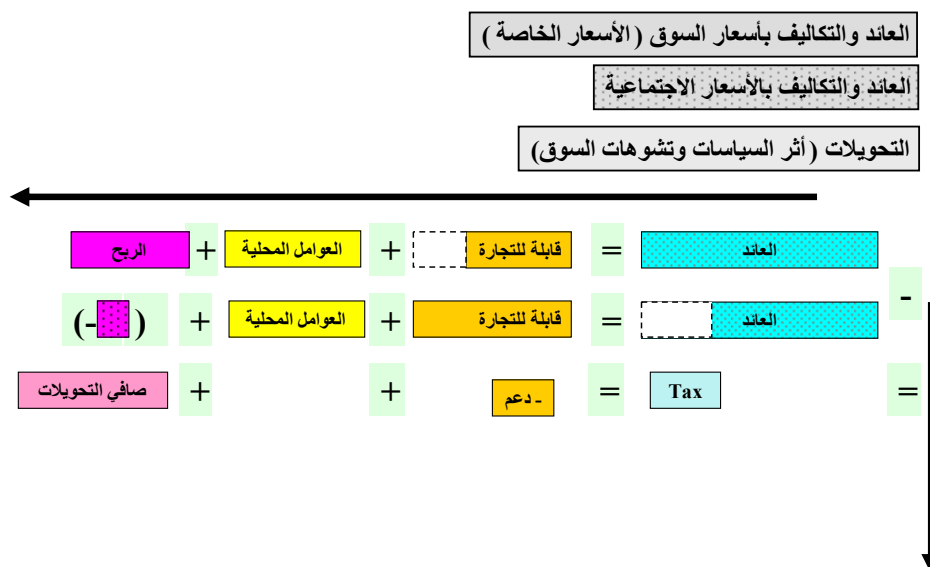 العائد والتكاليف بأسعار السوق ( الأسعار الخاصة )
العائد والتكاليف بالأسعار الاجتماعية
التحويلات ( أثر السياسات وتشوهات السوق)
العائد = قابلة للتجارة + العوامل المحلية + الربح
-
العائد = قابلة للتجارة + العوامل المحلية + (-)
= Tax = - دعم + + صافي التحويلات